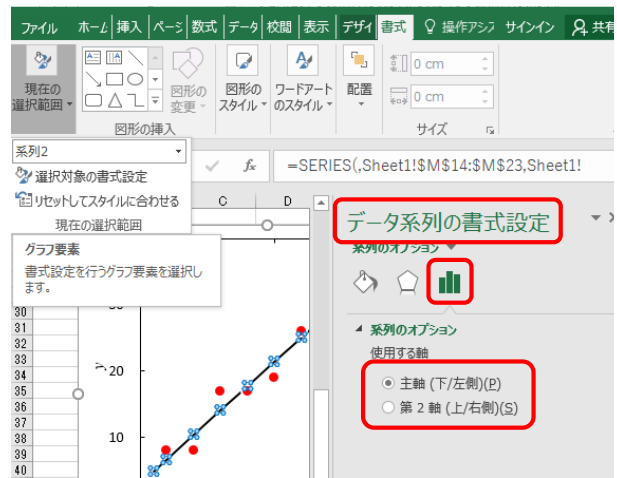 ファイル ホーム 挿入 ページ 数式 データ 校閲 表示 デザイ 書式 操作アシス サインイン 共有
現在の
選択範囲
図形の
変更
図形の
スタイル
ワードアート
のスタイル
配置
0 cm
0 cm
図形の挿入
サイズ
系列2
fx =SERIES(,Sheet1!$M$14:$M$23,Sheet1!
選択対象の書式設定
リセットしてスタイルに合わせる
現在の選択範囲
C D
グラフ要素
書式設定を行うグラフ要素を選択し
ます。
データ系列の書式設定
系列のオプション
系列のオプション
使用する軸
主軸 (下/左側)(P)
第 2 軸 (上/右側)(S)
30
31
32
33
34
35
36
37
38
39
40
y
20
10